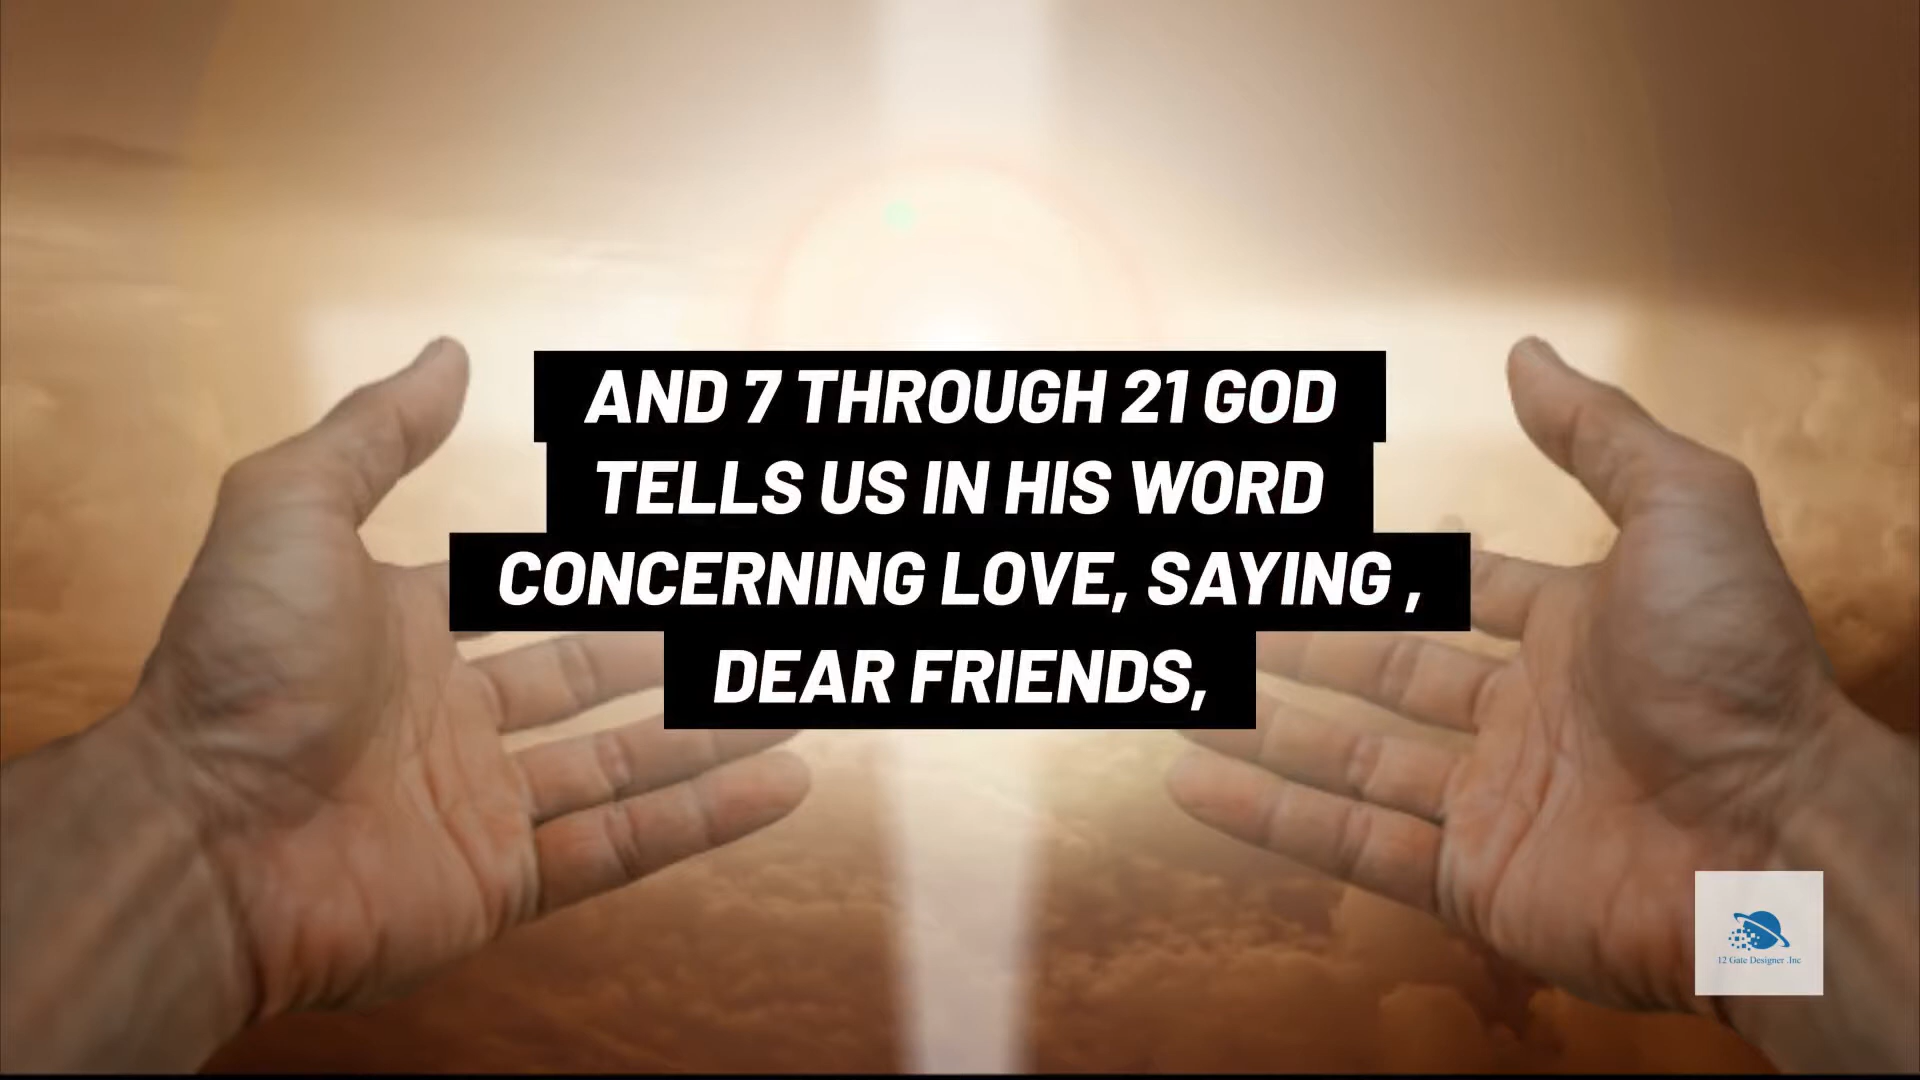 AND 7 THROUGH 21 GOD
TELLS US IN HIS WORD
CONCERNING LOVE, SAYING ,
DEAR FRIENDS,
12 Gate Designer .Inc